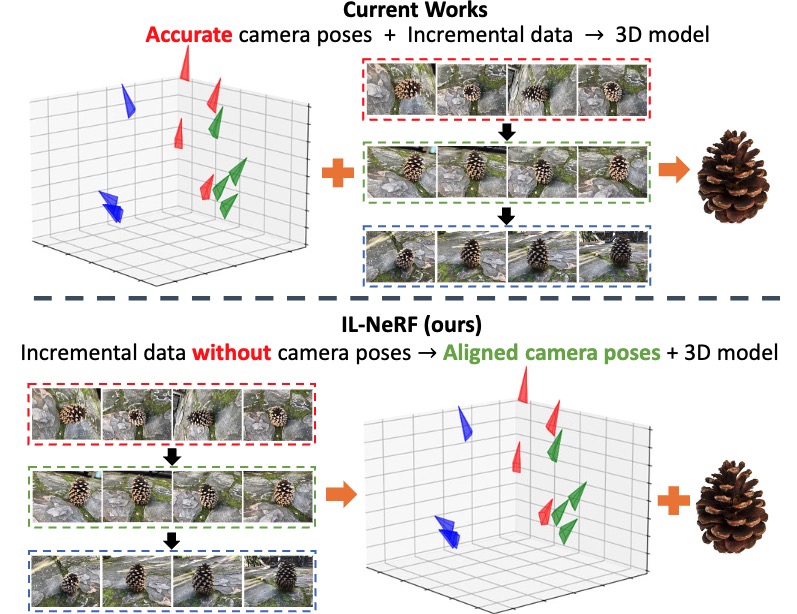 Current Works
Accurate camera poses + Incremental data → 3D model
IL-NeRF (ours)
Incremental data without camera poses → Aligned camera poses + 3D model